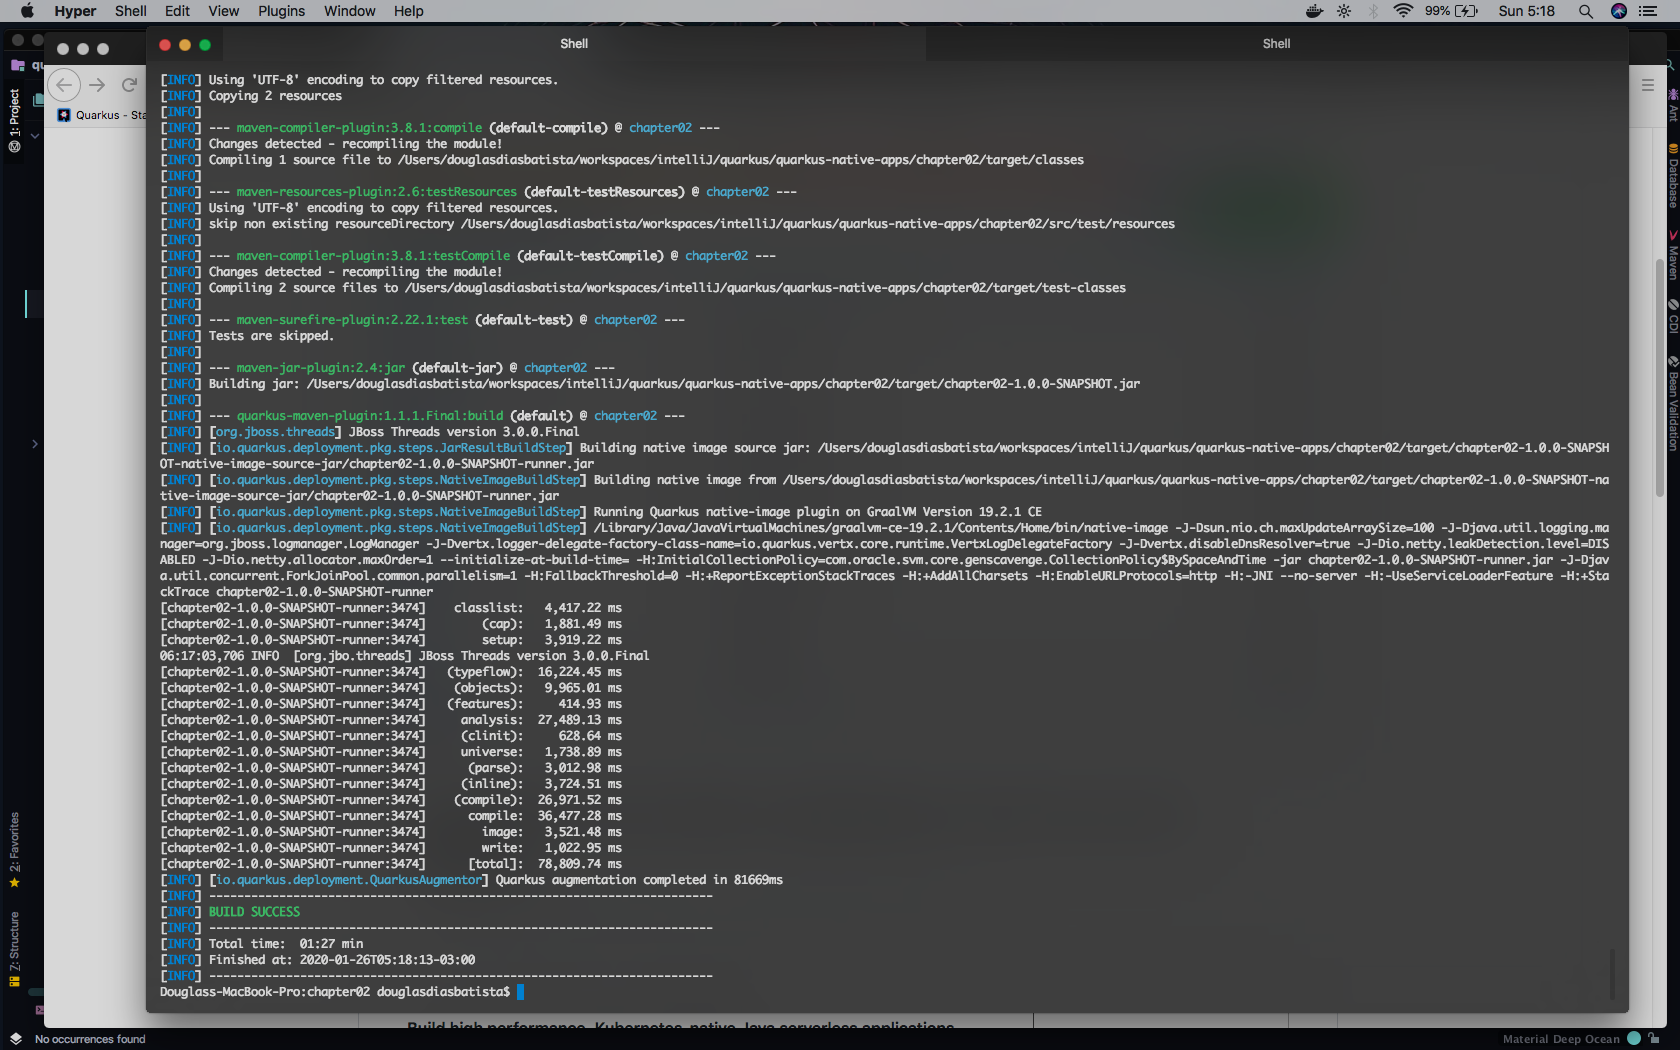 Hyper Shell Edit View Plugins Window Help 99% Sun 5:18
Shell Shell
1: Project
Quarkus - Sta
[INFO] Using 'UTF-8' encoding to copy filtered resources.
[INFO] Copying 2 resources
[INFO]
[INFO] --- maven-compiler-plugin:3.8.1:compile (default-compile) @ chapter02 ---
[INFO] Changes detected - recompiling the module!
[INFO] Compiling 1 source file to /Users/douglasdiasbatista/workspaces/intelliJ/quarkus/quarkus-native-apps/chapter02/target/classes
[INFO]
[INFO] --- maven-resources-plugin:2.6:testResources (default-testResources) @ chapter02 ---
[INFO] Using 'UTF-8' encoding to copy filtered resources.
[INFO] skip non existing resourceDirectory /Users/douglasdiasbatista/workspaces/intelliJ/quarkus/quarkus-native-apps/chapter02/src/test/resources
[INFO]
[INFO] --- maven-compiler-plugin:3.8.1:testCompile (default-testCompile) @ chapter02 ---
[INFO] Changes detected - recompiling the module!
[INFO] Compiling 2 source files to /Users/douglasdiasbatista/workspaces/intelliJ/quarkus/quarkus-native-apps/chapter02/target/test-classes
[INFO]
[INFO] --- maven-surefire-plugin:2.22.1:test (default-test) @ chapter02 ---
[INFO] Tests are skipped.
[INFO]
[INFO] --- maven-jar-plugin:2.4:jar (default-jar) @ chapter02 ---
[INFO] Building jar: /Users/douglasdiasbatista/workspaces/intelliJ/quarkus/quarkus-native-apps/chapter02/target/chapter02-1.0.0-SNAPSHOT.jar
[INFO]
[INFO] --- quarkus-maven-plugin:1.1.1.Final:build (default) @ chapter02 ---
[INFO] [org.jboss.threads] JBoss Threads version 3.0.0.Final
[INFO] [io.quarkus.deployment.pkg.steps.JarResultBuildStep] Building native image source jar: /Users/douglasdiasbatista/workspaces/intelliJ/quarkus/quarkus-native-apps/chapter02/target/chapter02-1.0.0-SNAPSH
OT-native-image-source-jar/chapter02-1.0.0-SNAPSHOT-runner.jar
[INFO] [io.quarkus.deployment.pkg.steps.NativeImageBuildStep] Building native image from /Users/douglasdiasbatista/workspaces/intelliJ/quarkus/quarkus-native-apps/chapter02/target/chapter02-1.0.0-SNAPSHOT-na
tive-image-source-jar/chapter02-1.0.0-SNAPSHOT-runner.jar
[INFO] [io.quarkus.deployment.pkg.steps.NativeImageBuildStep] Running Quarkus native-image plugin on GraalVM Version 19.2.1 CE
[INFO] [io.quarkus.deployment.pkg.steps.NativeImageBuildStep] /Library/Java/JavaVirtualMachines/graalvm-ce-19.2.1/Contents/Home/bin/native-image -J-Dsun.nio.ch.maxUpdateArraySize=100 -J-Djava.util.logging.ma
nager=org.jboss.logmanager.LogManager -J-Dvertx.logger-delegate-factory-class-name=io.quarkus.vertx.core.runtime.VertxLogDelegateFactory -J-Dvertx.disableDnsResolver=true -J-Dio.netty.leakDetection.level=DIS
ABLED -J-Dio.netty.allocator.maxOrder=1 --initialize-at-build-time= -H:InitialCollectionPolicy=com.oracle.svm.core.genscavenge.CollectionPolicy$BySpaceAndTime -jar chapter02-1.0.0-SNAPSHOT-runner.jar -J-Djav
a.util.concurrent.ForkJoinPool.common.parallelism=1 -H:FallbackThreshold=0 -H:+ReportExceptionStackTraces -H:+AddAllCharsets -H:EnableURLProtocols=http -H:-JNI --no-server -H:-UseServiceLoaderFeature -H:+Sta
ckTrace chapter02-1.0.0-SNAPSHOT-runner
[chapter02-1.0.0-SNAPSHOT-runner:3474] classlist: 4,417.22 ms
[chapter02-1.0.0-SNAPSHOT-runner:3474] (cap): 1,881.49 ms
[chapter02-1.0.0-SNAPSHOT-runner:3474] setup: 3,919.22 ms
06:17:03,706 INFO [org.jbo.threads] JBoss Threads version 3.0.0.Final
[chapter02-1.0.0-SNAPSHOT-runner:3474] (typeflow): 16,224.45 ms
[chapter02-1.0.0-SNAPSHOT-runner:3474] (objects): 9,965.01 ms
[chapter02-1.0.0-SNAPSHOT-runner:3474] (features): 414.93 ms
[chapter02-1.0.0-SNAPSHOT-runner:3474] analysis: 27,489.13 ms
[chapter02-1.0.0-SNAPSHOT-runner:3474] (clinit): 628.64 ms
[chapter02-1.0.0-SNAPSHOT-runner:3474] universe: 1,738.89 ms
[chapter02-1.0.0-SNAPSHOT-runner:3474] (parse): 3,012.98 ms
[chapter02-1.0.0-SNAPSHOT-runner:3474] (inline): 3,724.51 ms
[chapter02-1.0.0-SNAPSHOT-runner:3474] (compile): 26,971.52 ms
[chapter02-1.0.0-SNAPSHOT-runner:3474] compile: 36,477.28 ms
[chapter02-1.0.0-SNAPSHOT-runner:3474] image: 3,521.48 ms
[chapter02-1.0.0-SNAPSHOT-runner:3474] write: 1,022.95 ms
[chapter02-1.0.0-SNAPSHOT-runner:3474] [total]: 78,809.74 ms
[INFO] [io.quarkus.deployment.QuarkusAugmentor] Quarkus augmentation completed in 81669ms
[INFO] ------------------------------------------------------------------------
[INFO] BUILD SUCCESS
[INFO] ------------------------------------------------------------------------
[INFO] Total time: 01:27 min
[INFO] Finished at: 2020-01-26T05:18:13-03:00
[INFO] ------------------------------------------------------------------------
Douglass-MacBook-Pro:chapter02 douglasdiasbatista$
2: Favorites
7: Structure
Ant
Database
Maven
CDI
Bean Validation
Build high performance, Kubernetes-native Java serverless applications
No occurrences found
Material Deep Ocean